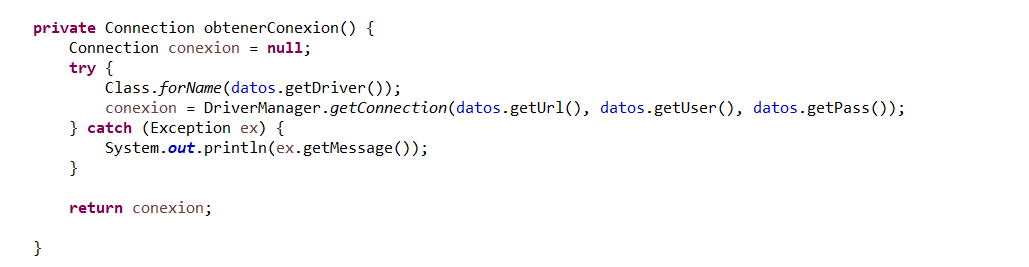 private Connection obtenerConexion() {
    Connection conexion = null;
    try {
        Class.forName(datos.getDriver());
        conexion = DriverManager.getConnection(datos.getUrl(), datos.getUser(), datos.getPass());
    } catch (Exception ex) {
        System.out.println(ex.getMessage());
    }

    return conexion;

}